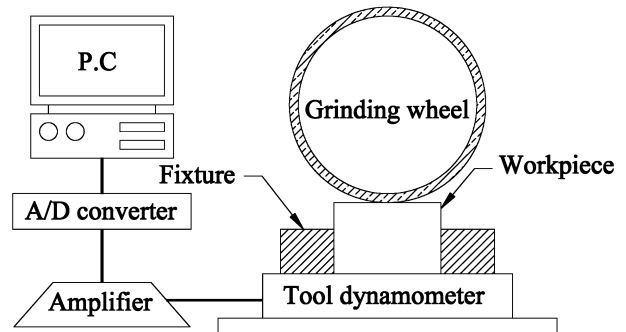 P.C
Grinding wheel
Workpiece
Fixture
A/D converter
Amplifier
Tool dynamometer